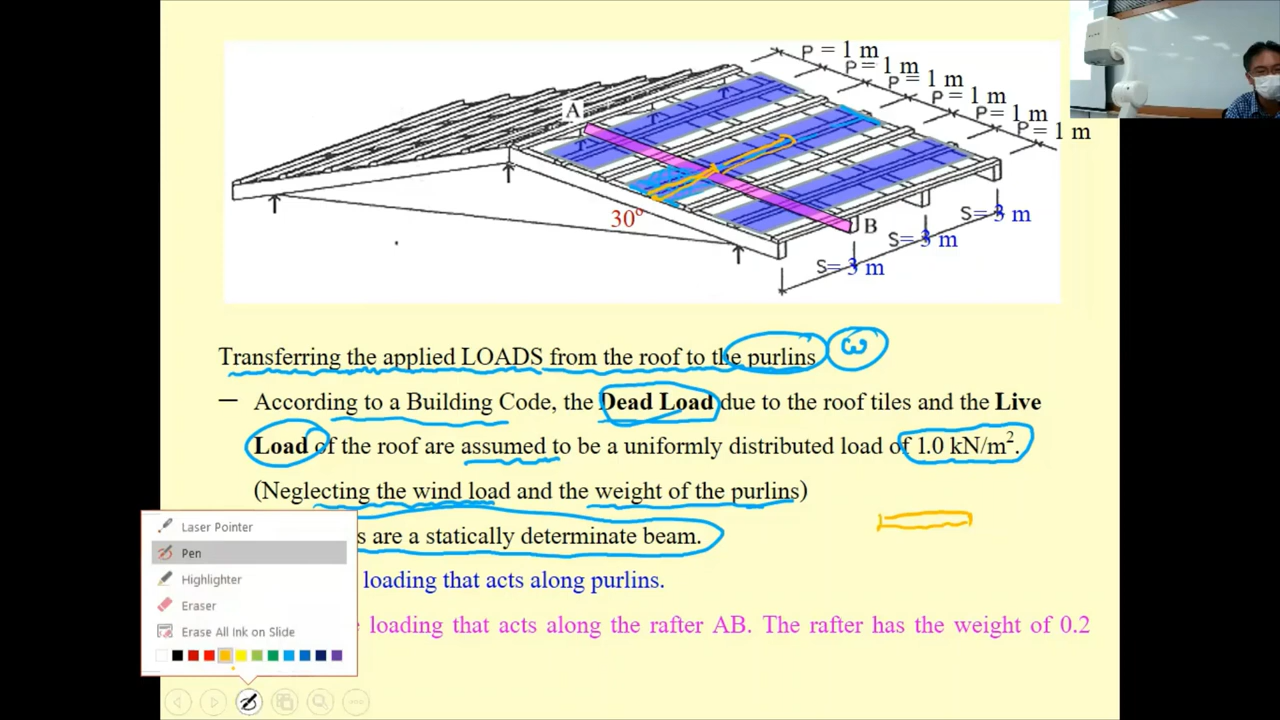 P = 1 m
P = 1 m
P = 1 m
P = 1 m
P = 1 m
P = 1 m
A
30°
B
S = 3 m
S = 3 m
S = 3 m
Transferring the applied LOADS from the roof to the purlins ω
– According to a Building Code, the Dead Load due to the roof tiles and the Live
Load of the roof are assumed to be a uniformly distributed load of 1.0 kN/m².
(Neglecting the wind load and the weight of the purlins)
s are a statically determinate beam.
loading that acts along purlins.
loading that acts along the rafter AB. The rafter has the weight of 0.2
Laser Pointer
Pen
Highlighter
Eraser
Erase All Ink on Slide